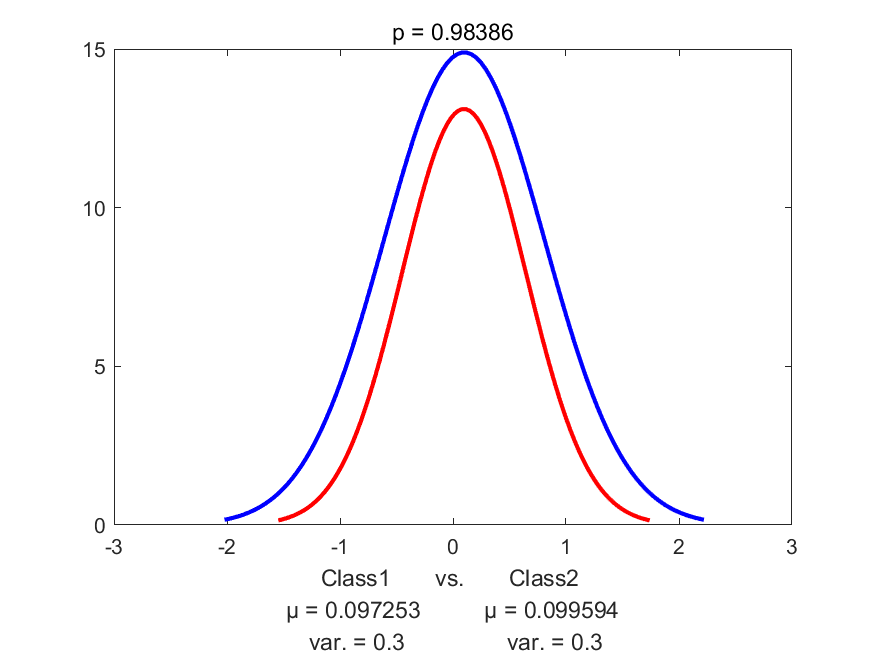 p = 0.98386
15
10
5
0
-3 -2 -1 0 1 2 3
Class1 vs. Class2
μ = 0.097253 μ = 0.099594
var. = 0.3 var. = 0.3